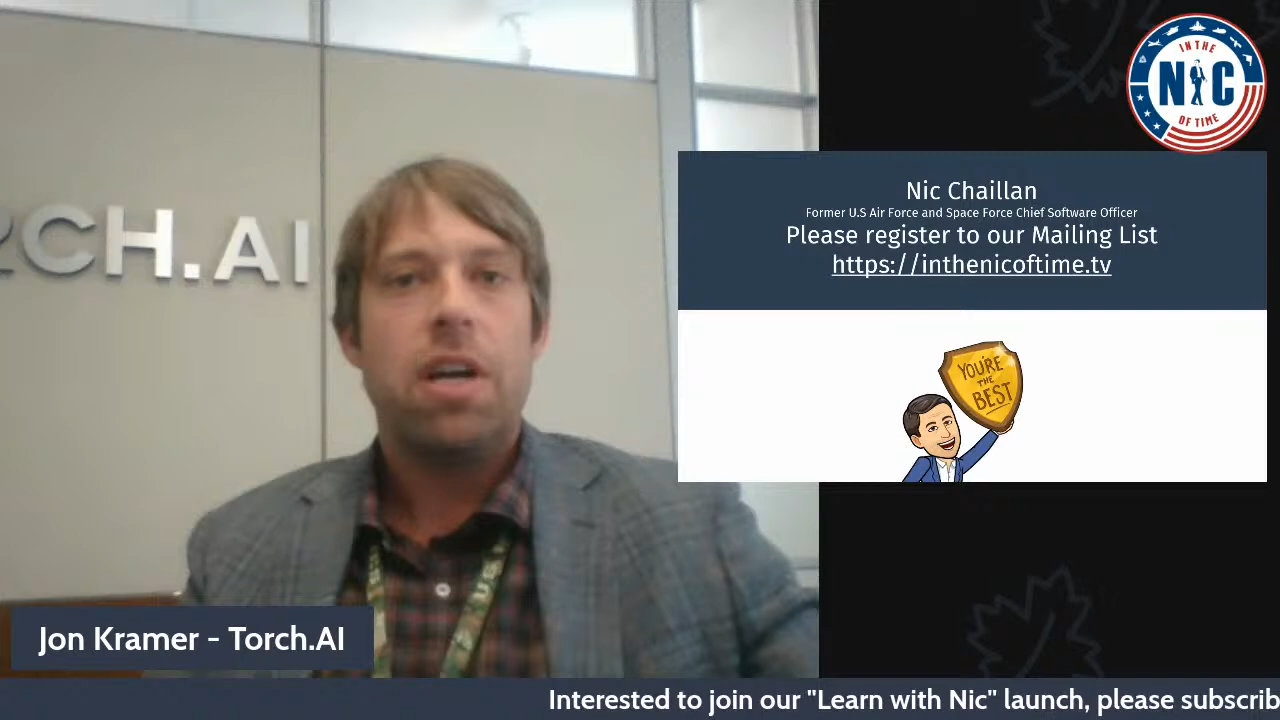 RCH.AI
IN THE
NIC
OF TIME
Nic Chaillan
Former U.S Air Force and Space Force Chief Software Officer
Please register to our Mailing List
https://inthenicoftime.tv
YOU'RE
THE
BEST
Jon Kramer - Torch.AI
Interested to join our "Learn with Nic" launch, please subscrib